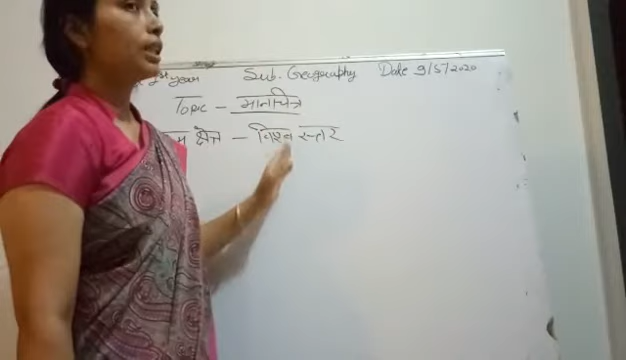 1st year Sub. Geography Date 9/5/2020
Topic - मानचित्र
क्षेत्र - विश्व स्तर